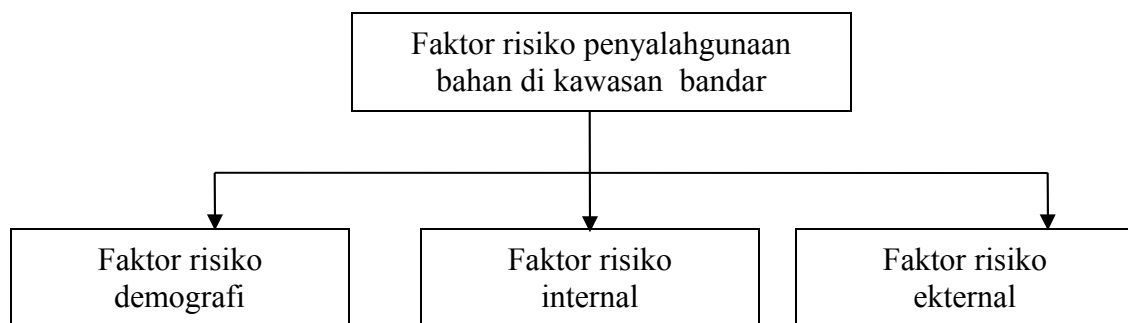 Faktor risiko penyalahgunaan
bahan di kawasan bandar
Faktor risiko
demografi
Faktor risiko
internal
Faktor risiko
ekternal